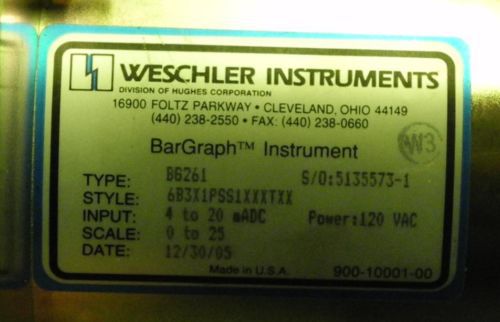 WESCHLER INSTRUMENTS
DIVISION OF HUGHES CORPORATION
16900 FOLTZ PARKWAY • CLEVELAND, OHIO 44149
(440) 238-2550 • FAX: (440) 238-0660
BarGraph™ Instrument
W3
TYPE: BG261 S/O:5135573-1
STYLE: 6B3X1PSS1XXXTXX
INPUT: 4 to 20 mADC Power:120 VAC
SCALE: 0 to 25
DATE: 12/30/05
Made in U.S.A. 900-10001-00